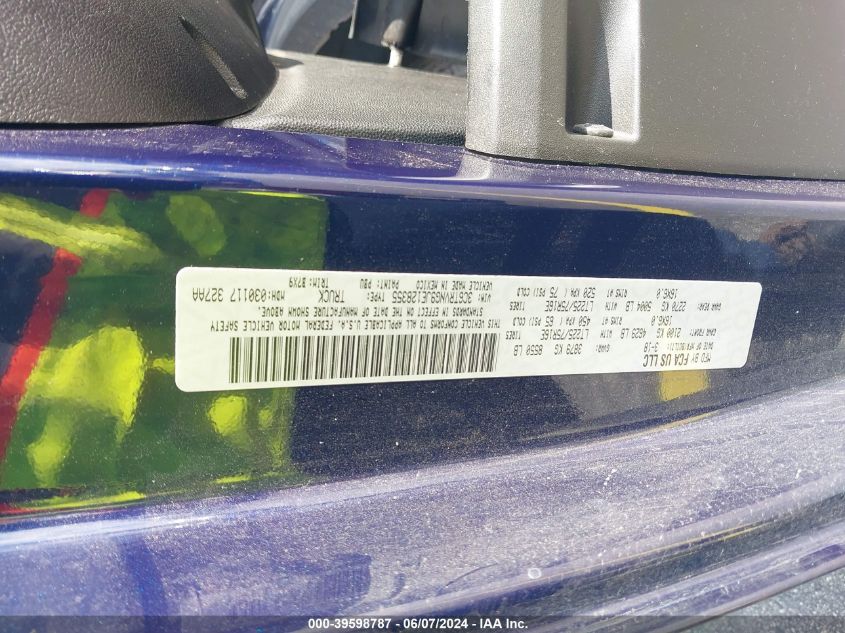 MFD BY FCA US LLC
DATE OF MFR: 3-18
GVWR: 3879 KG 8550 LB
GAWR FRONT: 2100 KG 4629 LB WITH LT225/75R16E TIRES
16X6.0 RIMS AT 450 KPA ( 65 PSI) COLD
GAWR REAR: 2270 KG 5004 LB WITH LT225/75R16E TIRES
16X6.0 RIMS AT 520 KPA ( 75 PSI) COLD
THIS VEHICLE CONFORMS TO ALL APPLICABLE U.S.A. FEDERAL MOTOR VEHICLE SAFETY
STANDARDS IN EFFECT ON THE DATE OF MANUFACTURE SHOWN ABOVE.
VIN: 3C6TRVNG9JE128355 TYPE: TRUCK MDH:030117 327AA
VEHICLE MADE IN MEXICO PAINT: PBU TRIM: B7X9
000-39598787 - 06/07/2024 - IAA Inc.